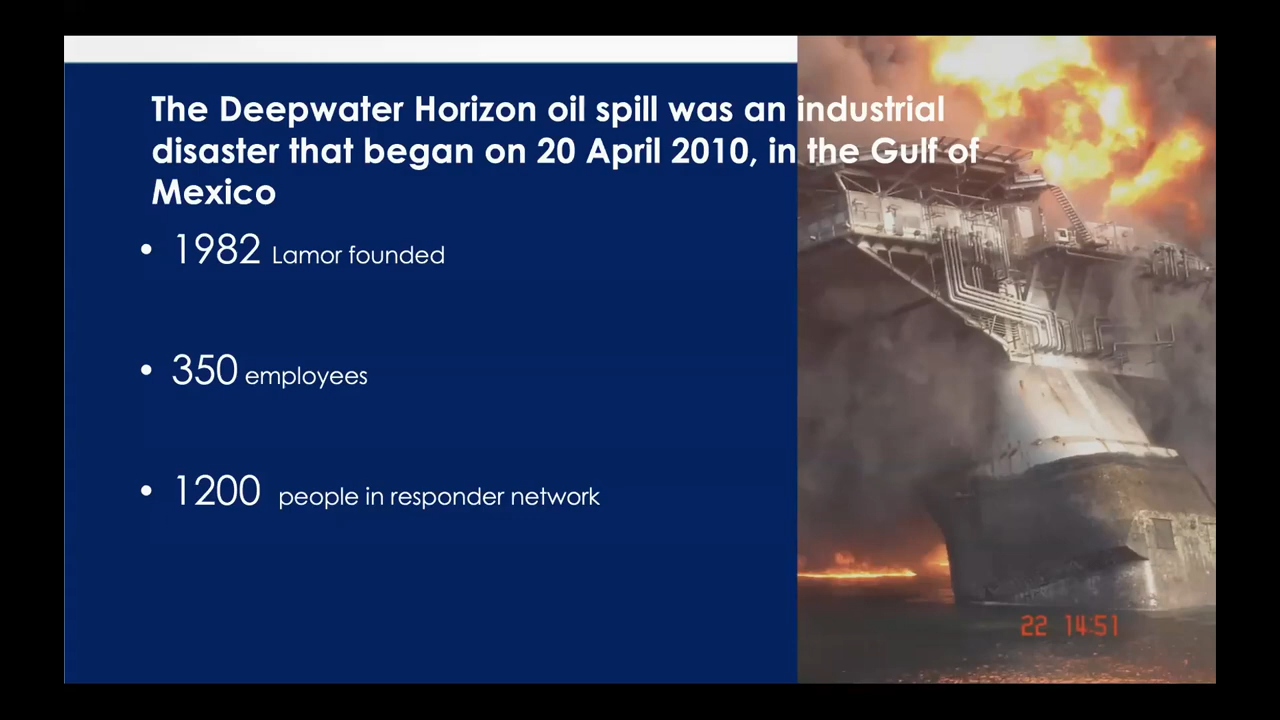 The Deepwater Horizon oil spill was an industrial
disaster that began on 20 April 2010, in the Gulf of
Mexico
• 1982 Lamor founded
• 350 employees
• 1200 people in responder network
22 14:51